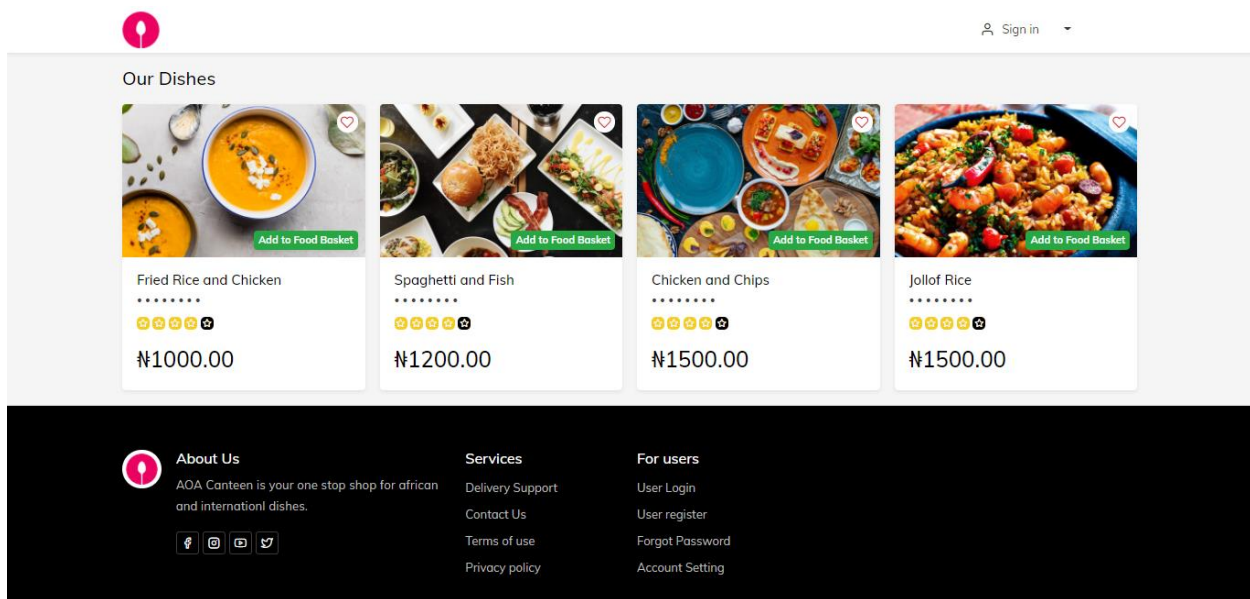 Sign in
Our Dishes
Add to Food Basket
Add to Food Basket
Add to Food Basket
Add to Food Basket
Fried Rice and Chicken
Spaghetti and Fish
Chicken and Chips
Jollof Rice
₦1000.00
₦1200.00
₦1500.00
₦1500.00
About Us
AOA Canteen is your one stop shop for african
and internationl dishes.
Services
Delivery Support
Contact Us
Terms of use
Privacy policy
For users
User Login
User register
Forgot Password
Account Setting